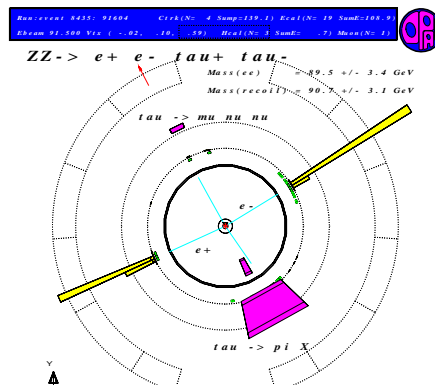 Run:event 8435: 91604 Ctrk(N= 4 Sump=139.1) Ecal(N= 19 SumE=108.9)
Ebeam 91.500 Vtx ( -.02, .10, .59) Hcal(N= 3 SumE= .7) Muon(N= 1)
ZZ-> e+ e- tau+ tau-
Mass(ee) = 89.5 +/- 3.4 GeV
Mass(recoil) = 90.7 +/- 3.1 GeV
tau -> mu nu nu
e-
e+
tau -> pi X
Y